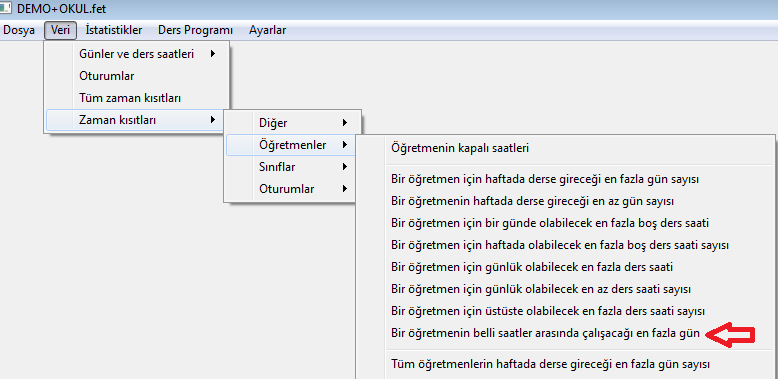 DEMO+OKUL.fet
Dosya Veri İstatistikler Ders Programı Ayarlar
Günler ve ders saatleri
Oturumlar
Tüm zaman kısıtları
Zaman kısıtları
Diğer
Öğretmenler
Sınıflar
Oturumlar
Öğretmenin kapalı saatleri
Bir öğretmen için haftada derse gireceği en fazla gün sayısı
Bir öğretmenin haftada derse gireceği en az gün sayısı
Bir öğretmen için bir günde olabilecek en fazla boş ders saati
Bir öğretmen için haftada olabilecek en fazla boş ders saati sayısı
Bir öğretmen için günlük olabilecek en fazla ders saati
Bir öğretmen için günlük olabilecek en az ders saati sayısı
Bir öğretmen için üstüste olabilecek en fazla ders saati sayısı
Bir öğretmenin belli saatler arasında çalışacağı en fazla gün
Tüm öğretmenlerin haftada derse gireceği en fazla gün sayısı